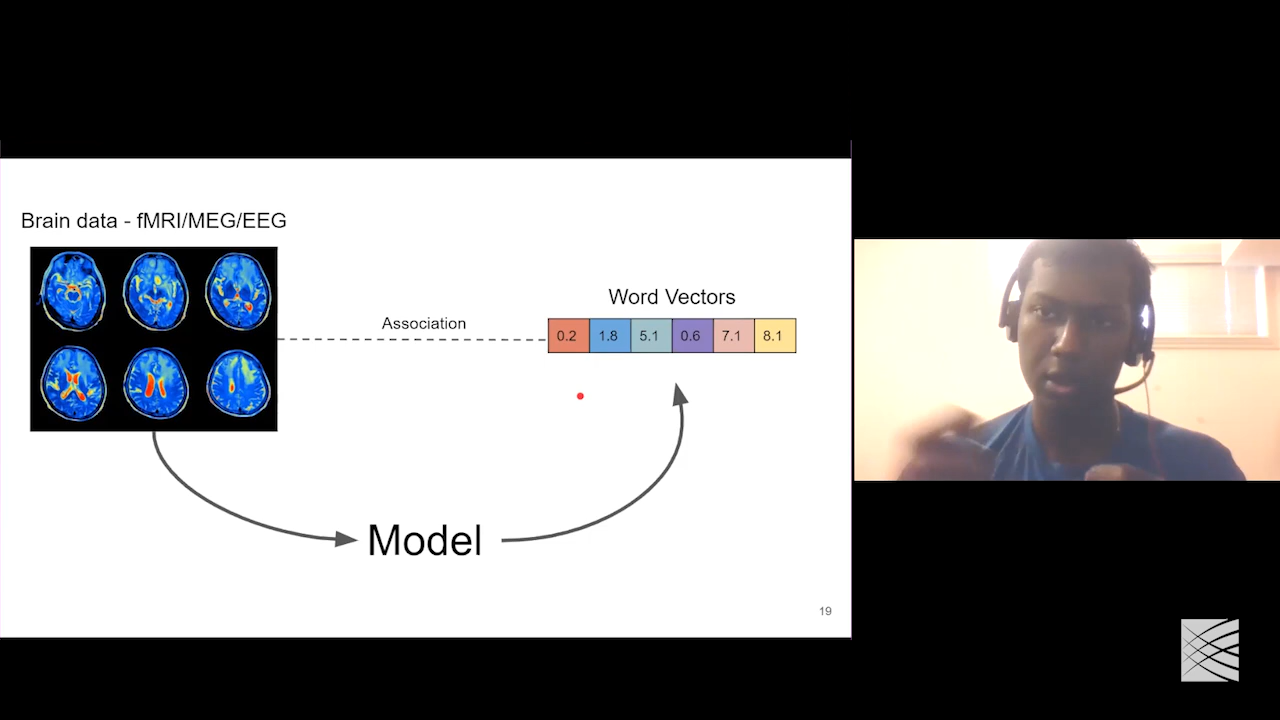 Brain data - fMRI/MEG/EEG
Word Vectors
Association
0.2 1.8 5.1 0.6 7.1 8.1
Model
19